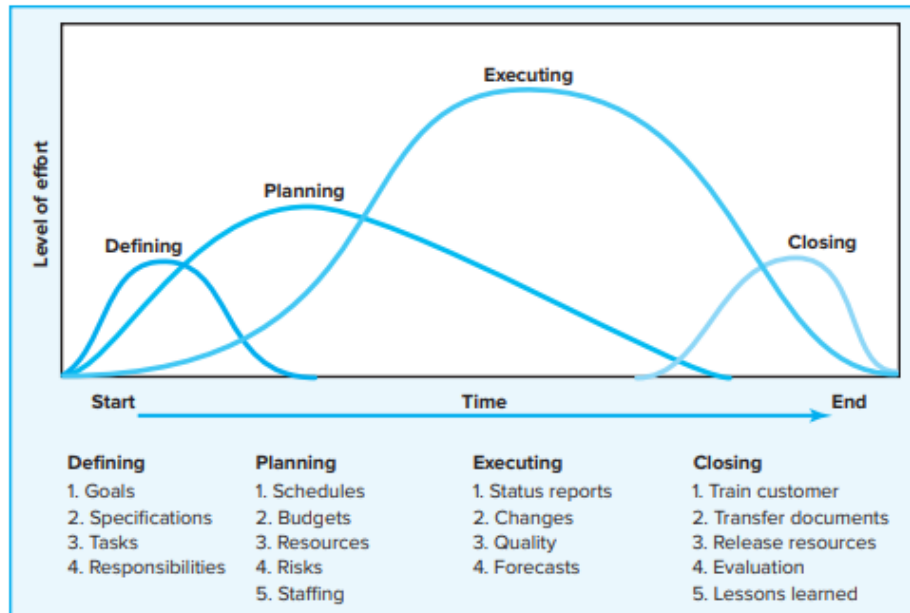 Level of effort
Executing
Planning
Defining
Closing
Start
Time
End
Defining
1. Goals
2. Specifications
3. Tasks
4. Responsibilities
Planning
1. Schedules
2. Budgets
3. Resources
4. Risks
5. Staffing
Executing
1. Status reports
2. Changes
3. Quality
4. Forecasts
Closing
1. Train customer
2. Transfer documents
3. Release resources
4. Evaluation
5. Lessons learned